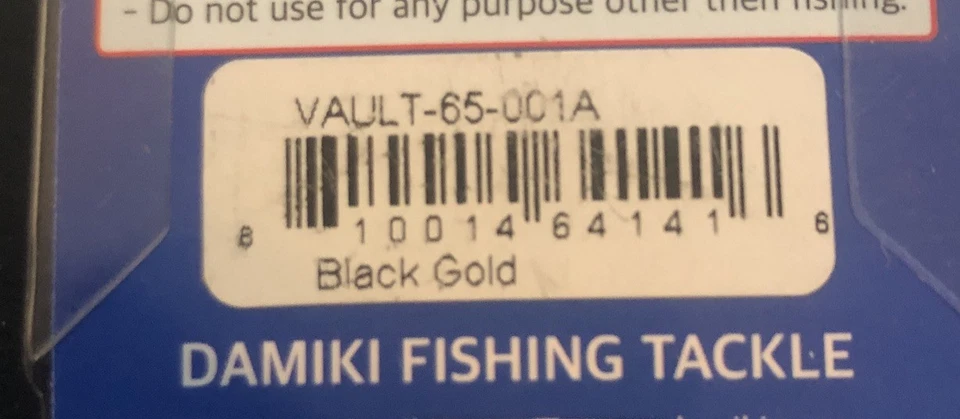 - Do not use for any purpose other then fishing.
VAULT-65-001A
8 10014 64141 6
Black Gold
DAMIKI FISHING TACKLE